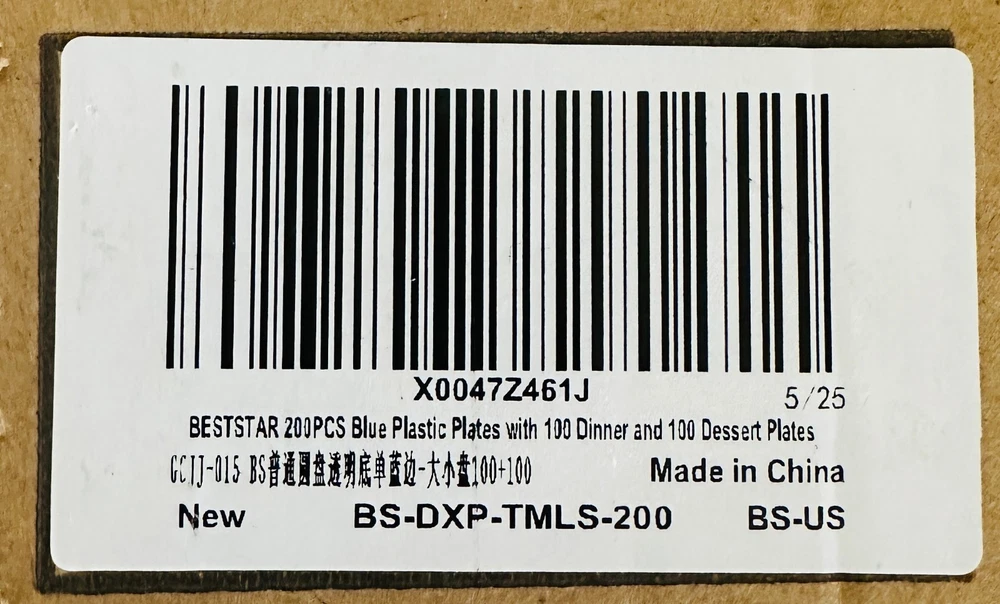 X0047Z461J 5/25
BESTSTAR 200PCS Blue Plastic Plates with 100 Dinner and 100 Dessert Plates
GCJJ-015 BS普通圆盘透明底单蓝边-大小盘100+100 Made in China
New BS-DXP-TMLS-200 BS-US